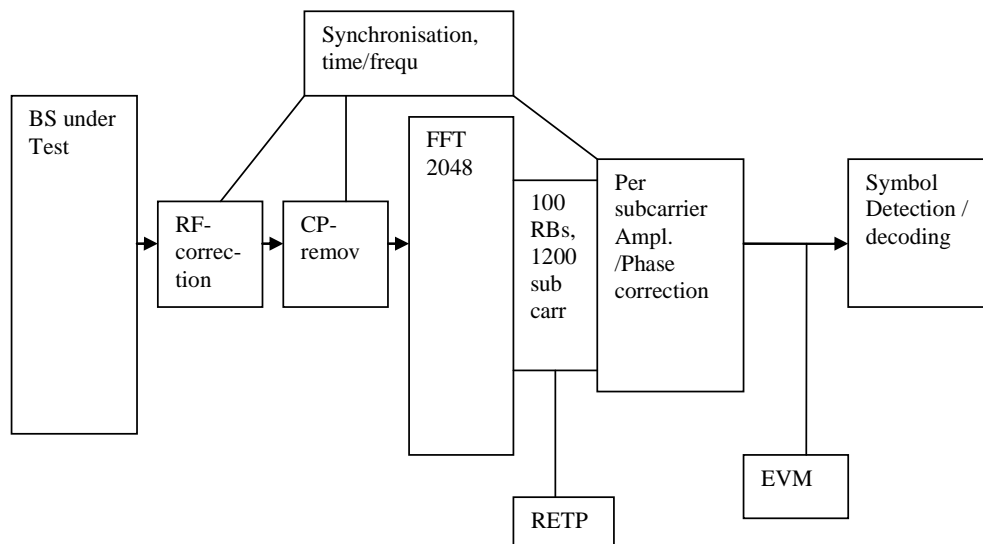 Synchronisation,
time/frequ
BS under
Test
FFT
2048
RF-
correc-
tion
CP-
remov
100
RBs,
1200
sub
carr
Per
subcarrier
Ampl.
/Phase
correction
Symbol
Detection /
decoding
RETP
EVM